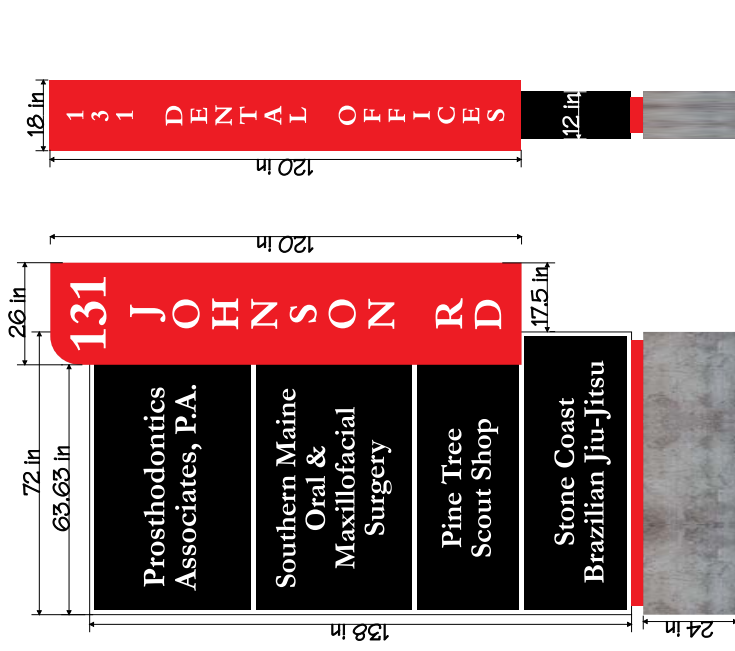 131 DENTAL OFFICES
18 in
120 in
12 in
120 in
26 in
17.5 in
131
JOHNSON RD
72 in
63.63 in
Prosthodontics
Associates, P.A.
Southern Maine
Oral &
Maxillofacial
Surgery
Pine Tree
Scout Shop
Stone Coast
Brazilian Jiu-Jitsu
138 in
24 in